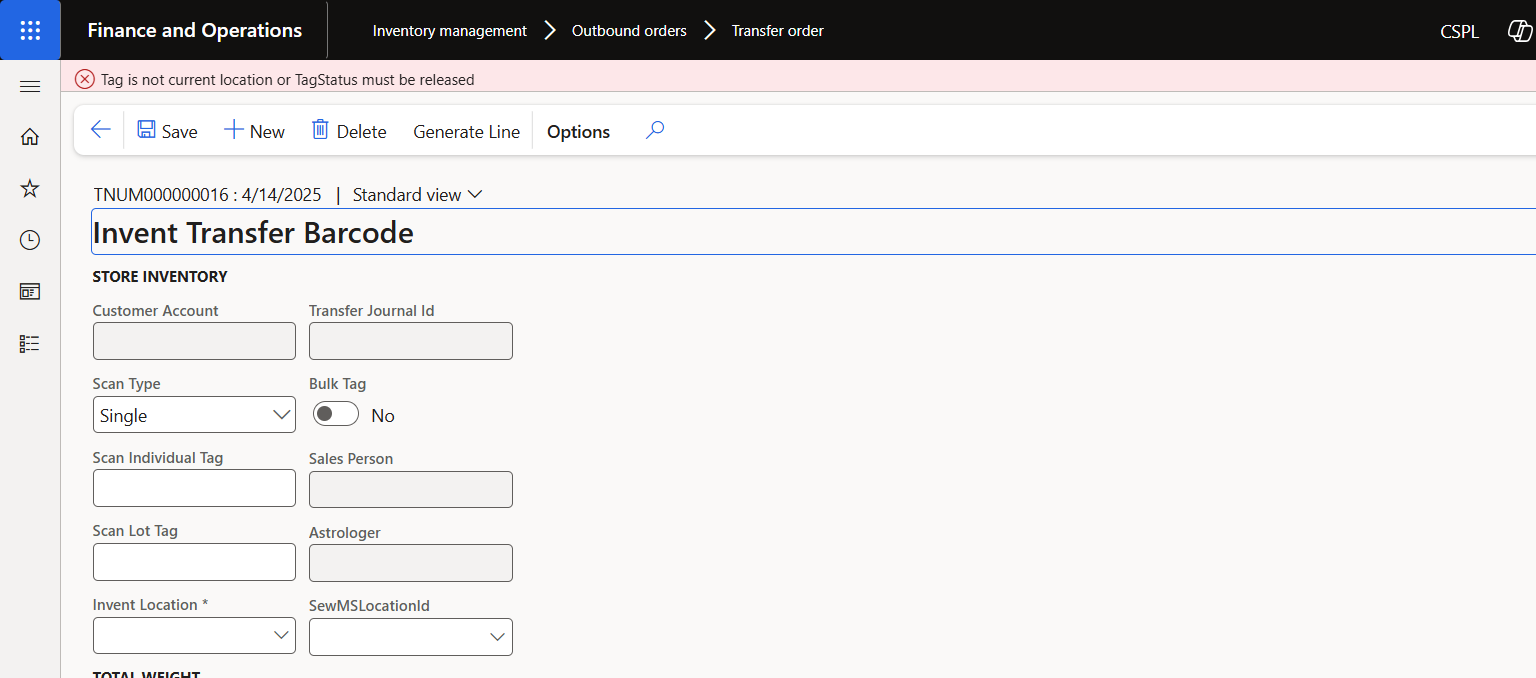 Finance and Operations
Inventory management > Outbound orders > Transfer order
CSPL
Tag is not current location or TagStatus must be released
Save
New
Delete
Generate Line
Options
TNUM000000016 : 4/14/2025 | Standard view
Invent Transfer Barcode
STORE INVENTORY
Customer Account
Transfer Journal Id
Scan Type
Bulk Tag
Single
No
Scan Individual Tag
Sales Person
Scan Lot Tag
Astrologer
Invent Location *
SewMSLocationId
TOTAL WEIGHT